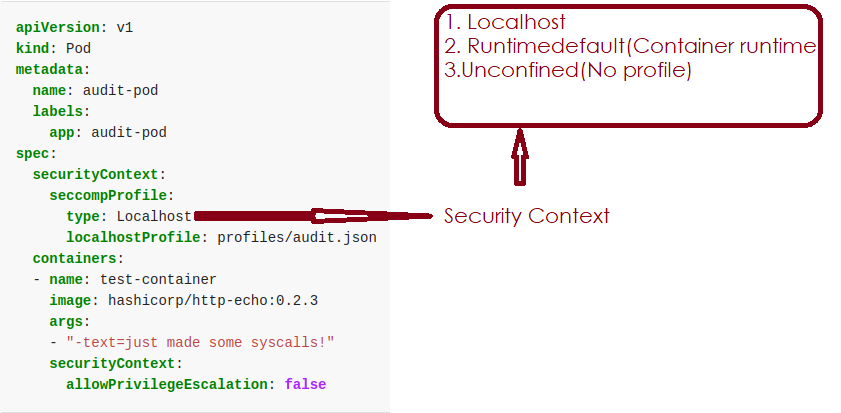 apiVersion: v1
kind: Pod
metadata:
  name: audit-pod
  labels:
    app: audit-pod
spec:
  securityContext:
    seccompProfile:
      type: Localhost
      localhostProfile: profiles/audit.json
  containers:
  - name: test-container
    image: hashicorp/http-echo:0.2.3
    args:
    - "-text=just made some syscalls!"
    securityContext:
      allowPrivilegeEscalation: false
1. Localhost
2. Runtimedefault(Container runtime
3.Unconfined(No profile)
Security Context